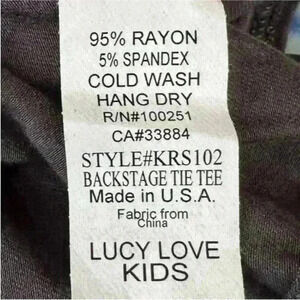 95% RAYON
5% SPANDEX
COLD WASH
HANG DRY
R/N#100251
CA#33884
STYLE#KRS102
BACKSTAGE TIE TEE
Made in U.S.A.
Fabric from
China
LUCY LOVE
KIDS